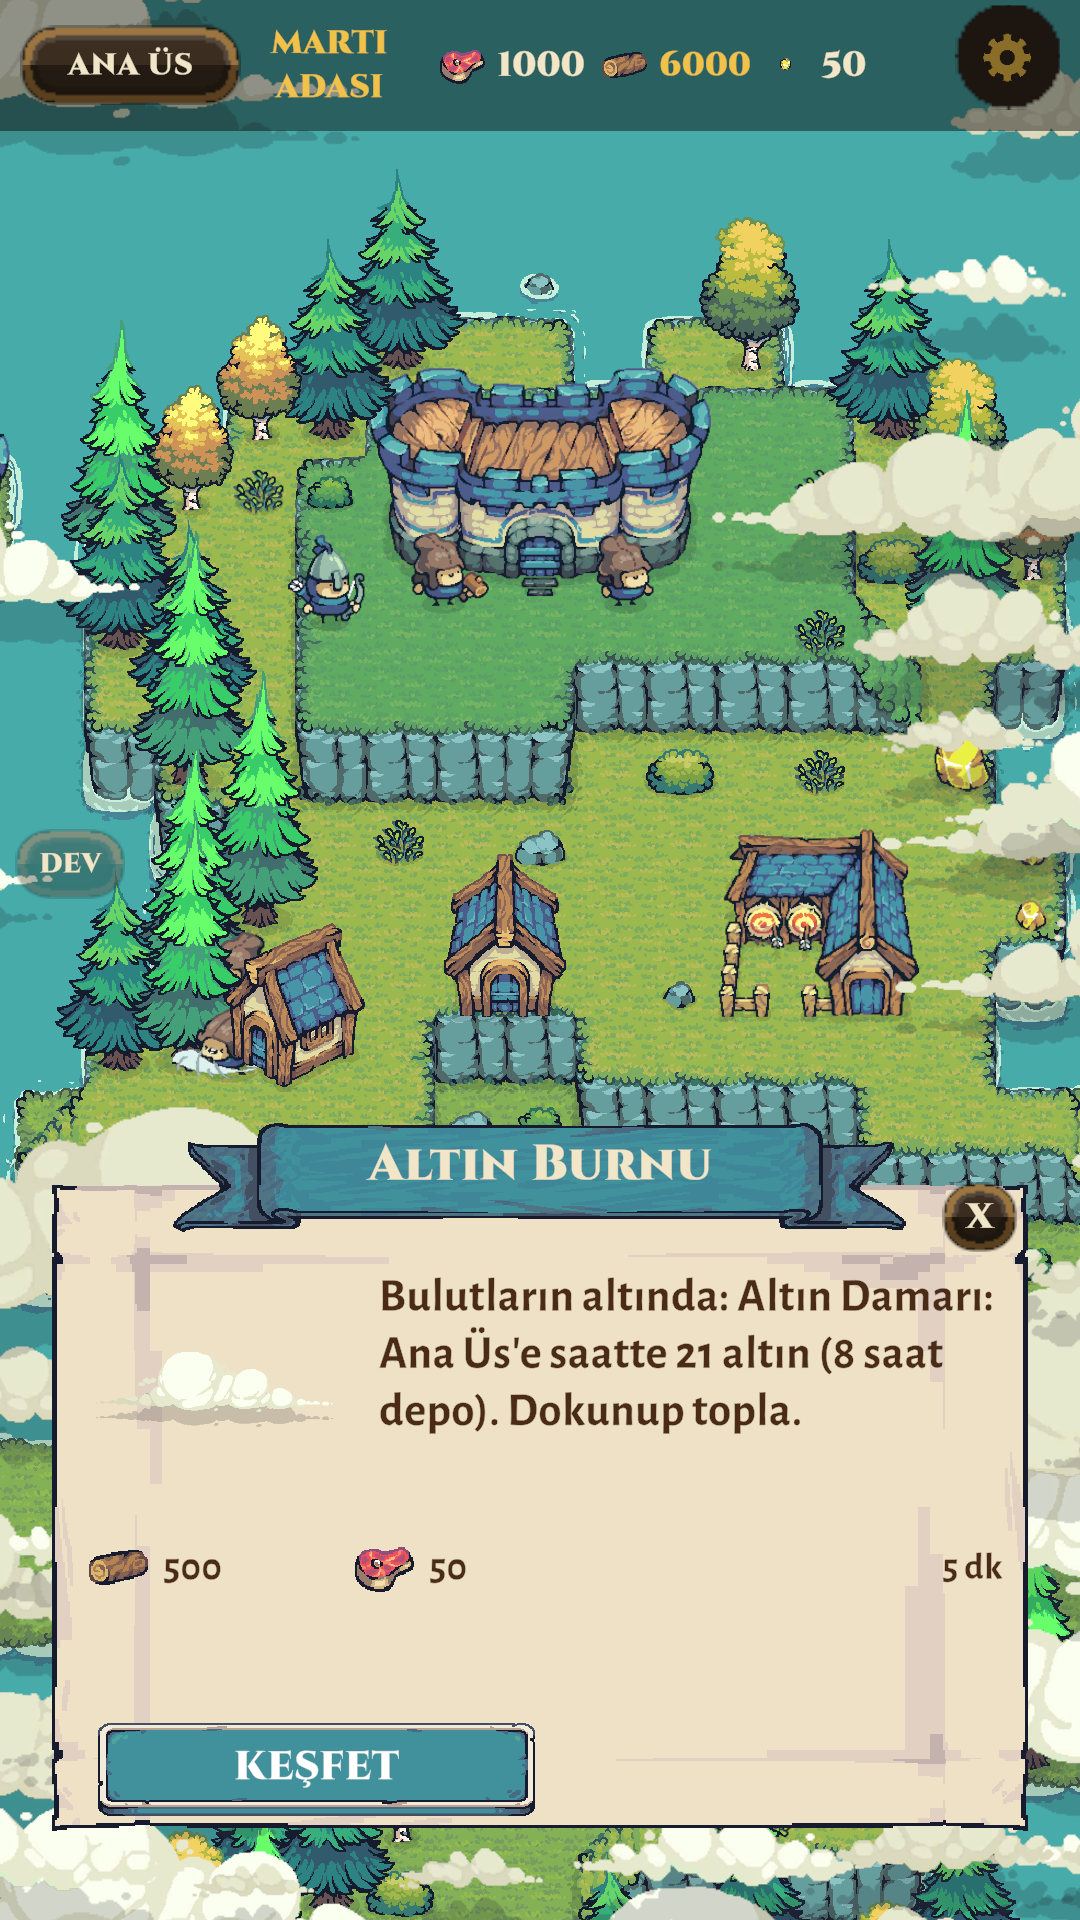 ANA ÜS
MARTI
ADASI
1000
6000
50
DEV
ALTIN BURNU
X
Bulutların altında: Altın Damarı:
Ana Üs'e saatte 21 altın (8 saat
depo). Dokunup topla.
500
50
5 dk
KEŞFET